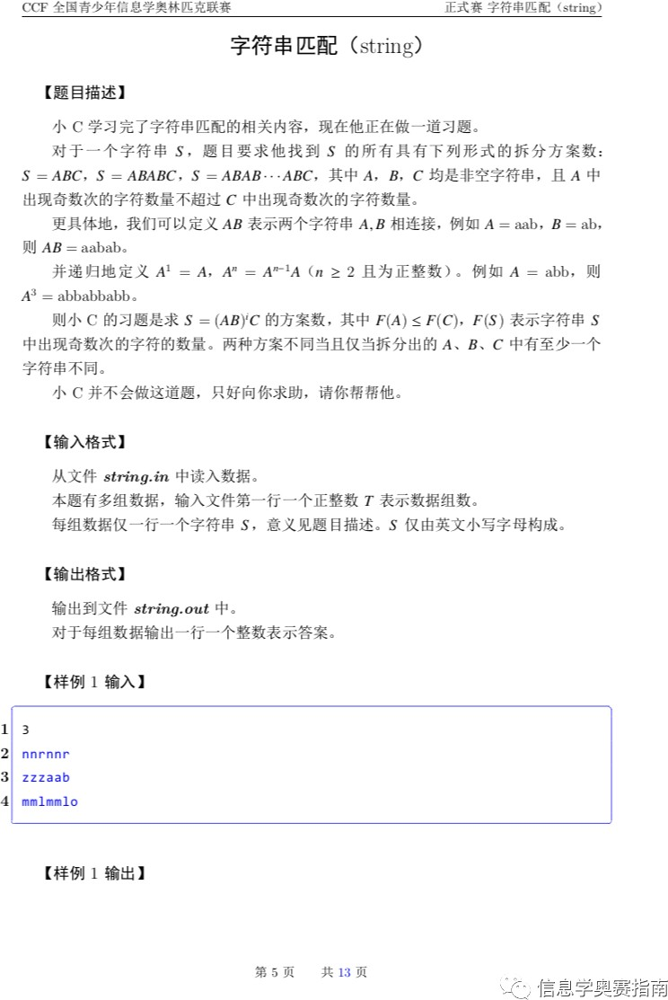 CCF 全国青少年信息学奥林匹克联赛 正式赛 字符串匹配（string）
字符串匹配（string）
【题目描述】
小 C 学习完了字符串匹配的相关内容，现在他正在做一道习题。
对于一个字符串 S，题目要求他找到 S 的所有具有下列形式的拆分方案数：
S = ABC，S = ABABC，S = ABAB⋯ABC，其中 A，B，C 均是非空字符串，且 A 中
出现奇数次的字符数量不超过 C 中出现奇数次的字符数量。
更具体地，我们可以定义 AB 表示两个字符串 A, B 相连接，例如 A = aab，B = ab，
则 AB = aabab。
并递归地定义 A¹ = A，Aⁿ = Aⁿ⁻¹A（n ≥ 2 且为正整数）。例如 A = abb，则
A³ = abbabbabb。
则小 C 的习题是求 S = (AB)ⁱC 的方案数，其中 F(A) ≤ F(C)，F(S) 表示字符串 S
中出现奇数次的字符的数量。两种方案不同当且仅当拆分出的 A、B、C 中有至少一个
字符串不同。
小 C 并不会做这道题，只好向你求助，请你帮帮他。
【输入格式】
从文件 string.in 中读入数据。
本题有多组数据，输入文件第一行一个正整数 T 表示数据组数。
每组数据仅一行一个字符串 S，意义见题目描述。S 仅由英文小写字母构成。
【输出格式】
输出到文件 string.out 中。
对于每组数据输出一行一个整数表示答案。
【样例 1 输入】
1 3
2 nnrnnr
3 zzzaab
4 mmlmmlo
【样例 1 输出】
第 5 页 共 13 页
信息学奥赛指南